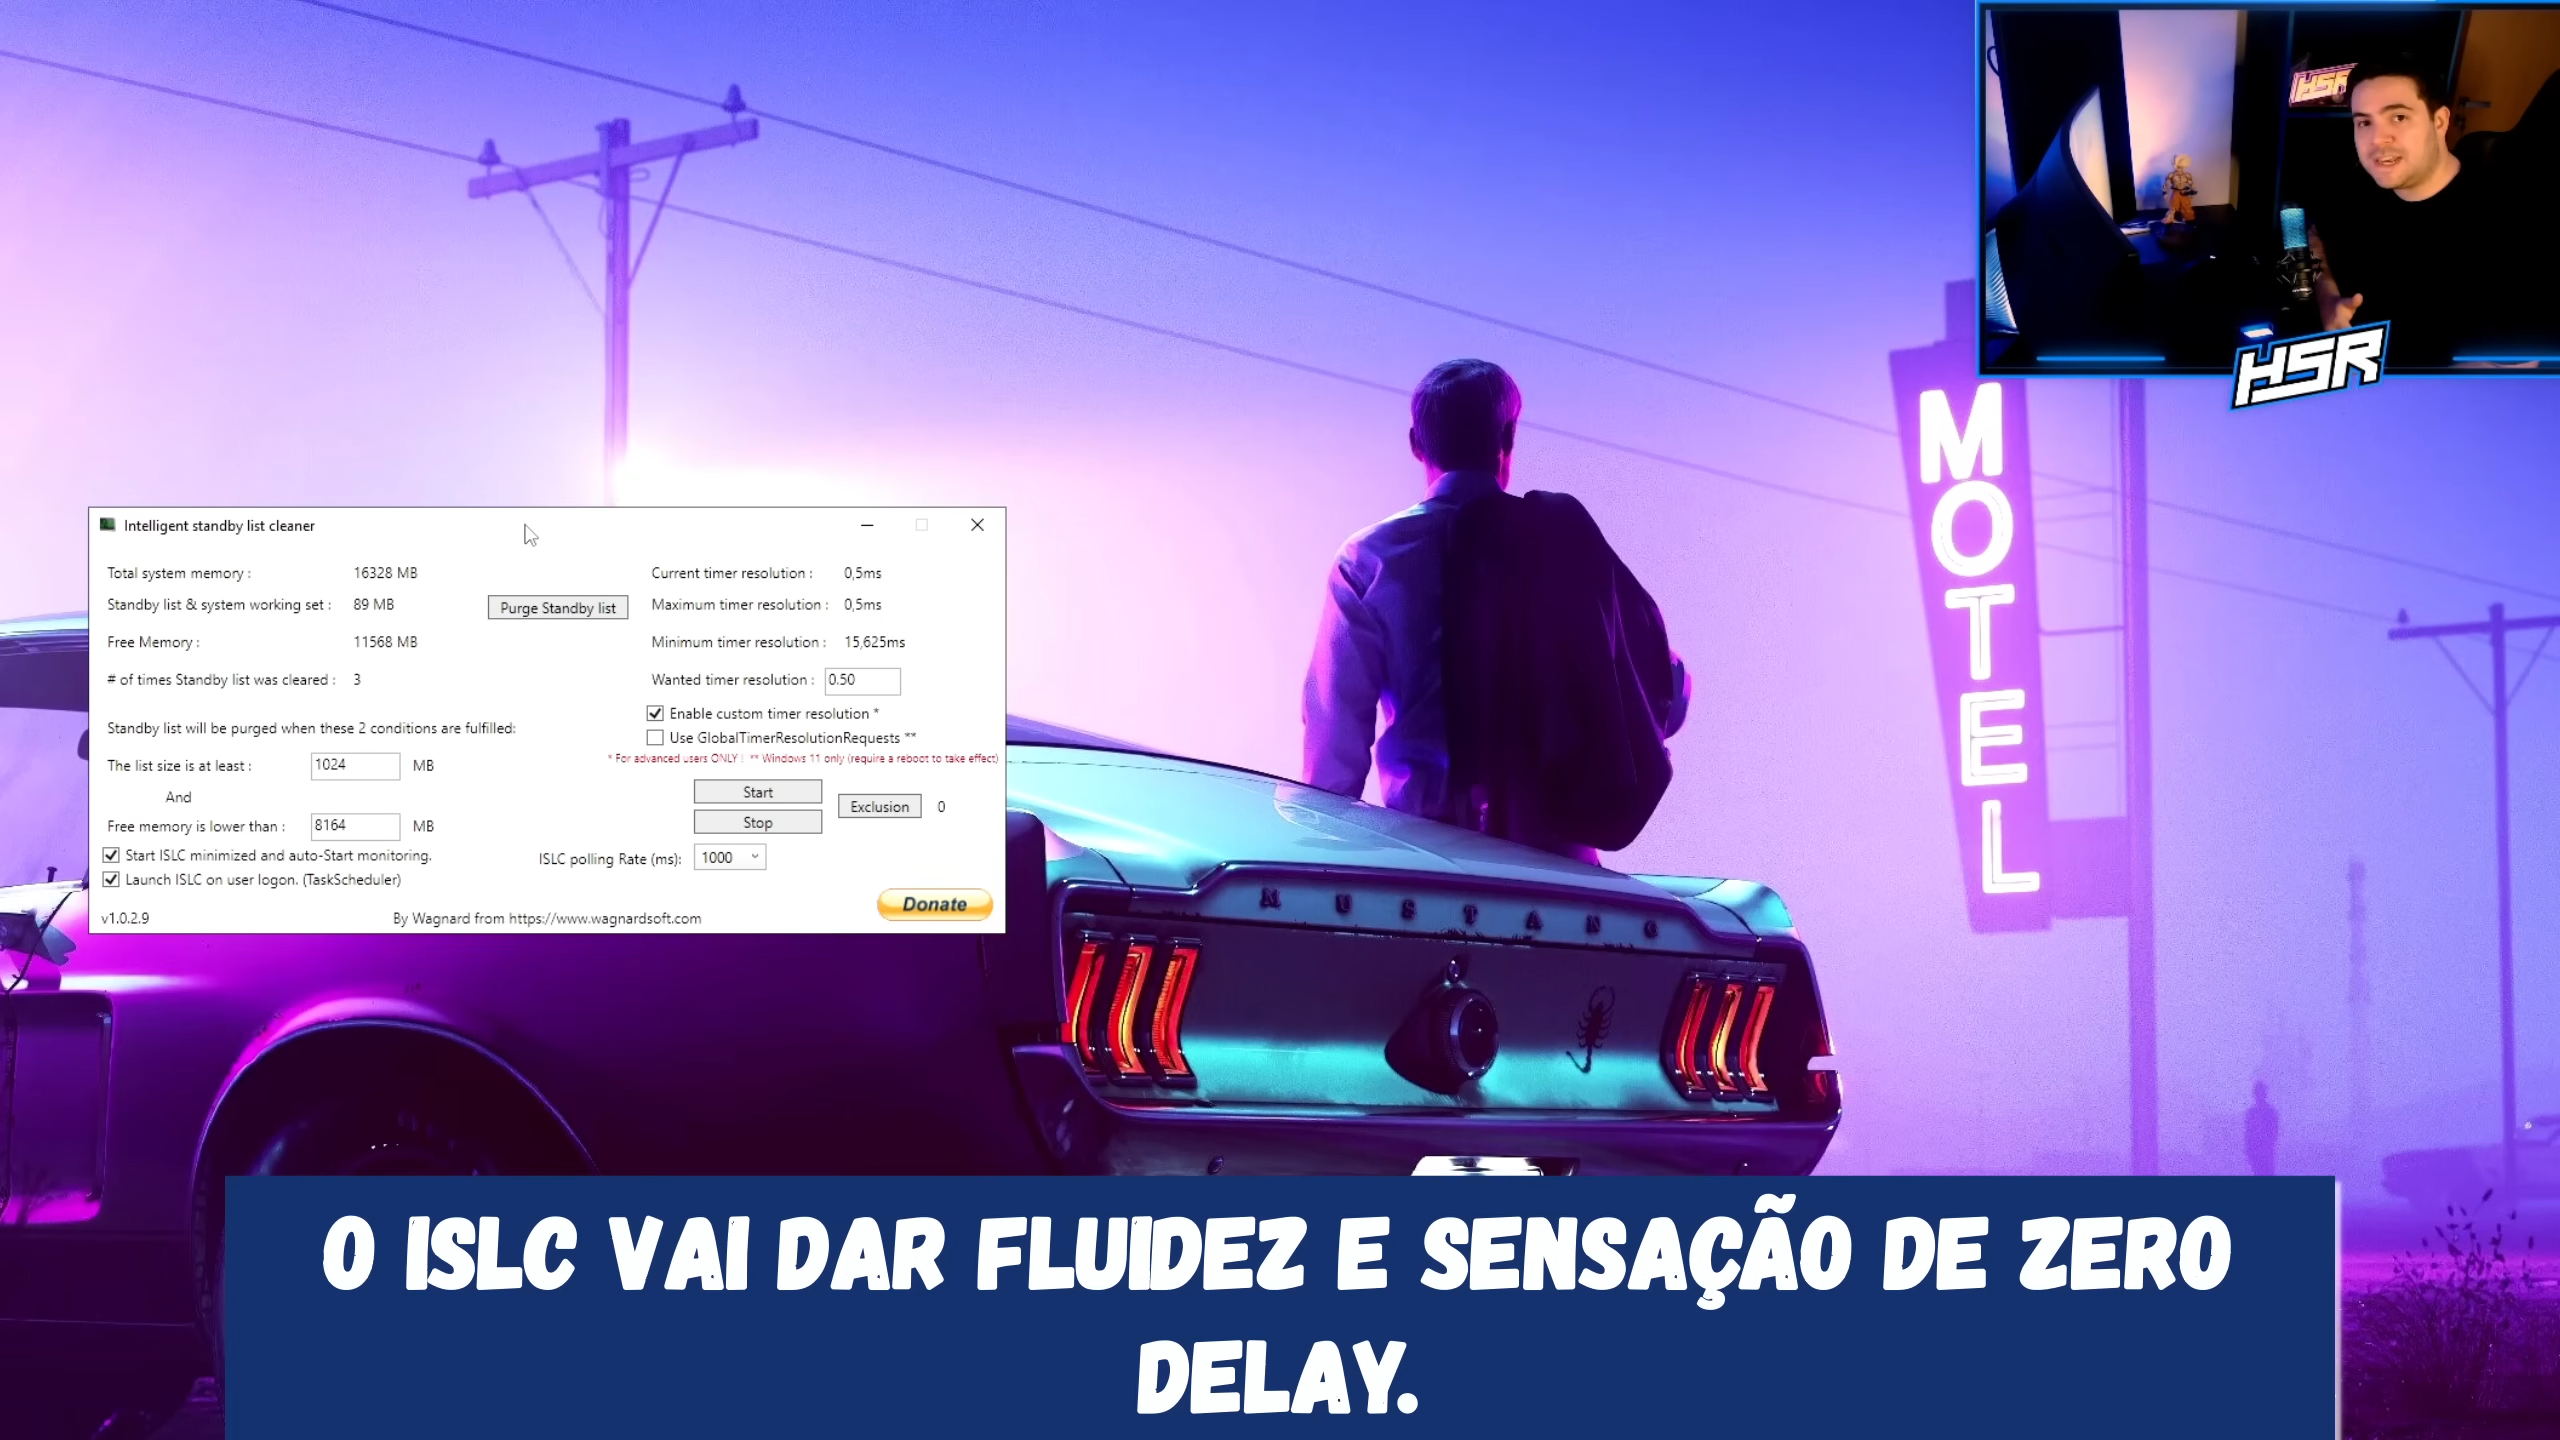 HSR
HSR
MOTEL
Intelligent standby list cleaner
Total system memory : 16328 MB
Standby list & system working set : 89 MB
Purge Standby list
Free Memory : 11568 MB
# of times Standby list was cleared : 3
Standby list will be purged when these 2 conditions are fulfilled:
The list size is at least : 1024 MB
And
Free memory is lower than : 8164 MB
Start ISLC minimized and auto-Start monitoring.
Launch ISLC on user logon. (TaskScheduler)
v1.0.2.9
By Wagnard from https://www.wagnardsoft.com
Current timer resolution : 0,5ms
Maximum timer resolution : 0,5ms
Minimum timer resolution : 15,625ms
Wanted timer resolution : 0.50
Enable custom timer resolution *
Use GlobalTimerResolutionRequests **
* For advanced users ONLY ! ** Windows 11 only (require a reboot to take effect)
Start
Stop
Exclusion 0
ISLC polling Rate (ms): 1000
Donate
MUSTANG
O ISLC VAI DAR FLUIDEZ E SENSAÇÃO DE ZERO
DELAY.